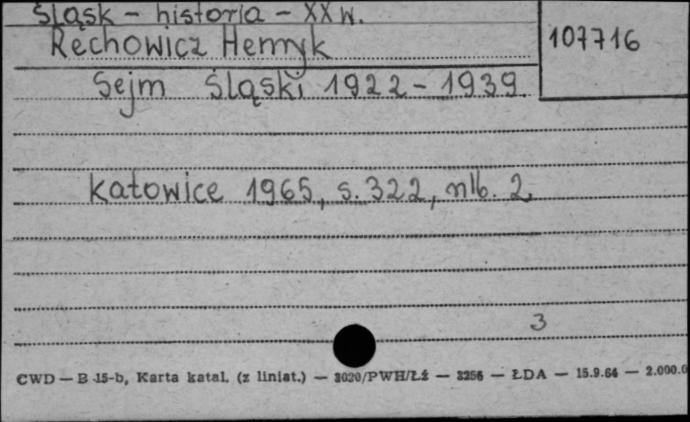 Śląsk - historia - XX w.
Rechowicz Henryk
107716
Sejm Śląski 1922-1939
Katowice 1965, s. 322, nlb. 2.
3
CWD — B 15-b, Karta katal. (z liniat.) — 3020/PWH/Łż — 3256 — ŁDA — 15.9.64 — 2.000.0